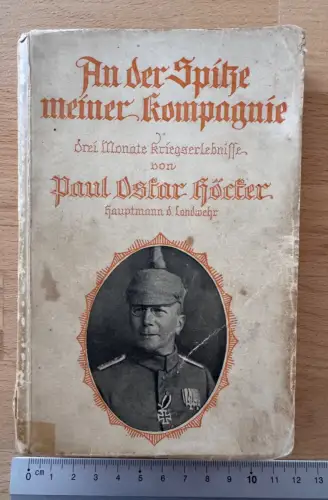 An der Spitze
meiner Kompagnie
Drei Monate Kriegserlebnisse
von
Paul Oskar Höcker
Hauptmann d. Landwehr
0 cm 1 2 3 4 5 6 7 8 9 10 11 12 13